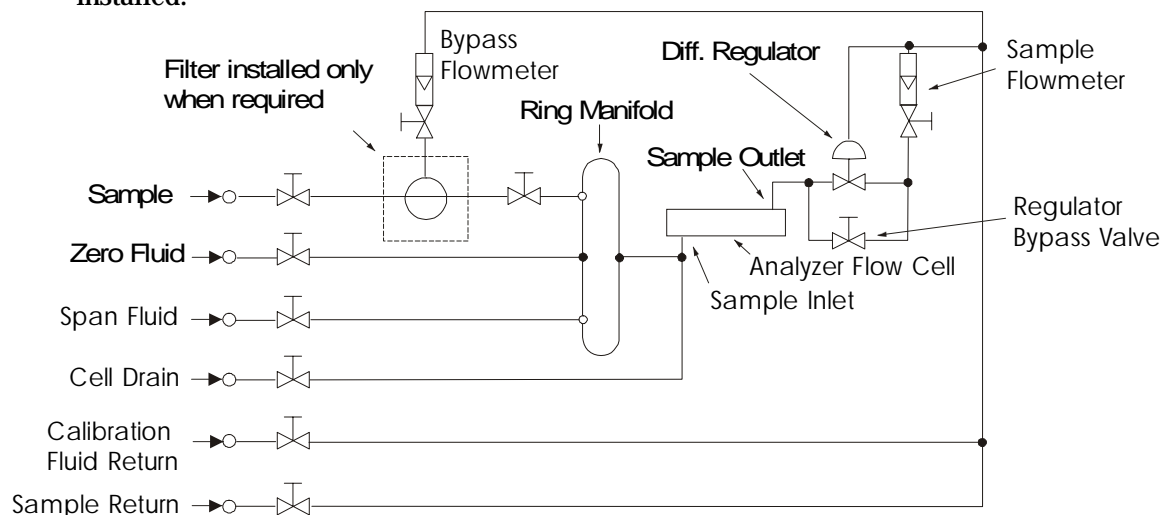 installed.
Bypass
Flowmeter
Diff. Regulator
Sample
Flowmeter
Filter installed only
when required
Ring Manifold
Sample Outlet
Sample
Regulator
Bypass Valve
Zero Fluid
Analyzer Flow Cell
Sample Inlet
Span Fluid
Cell Drain
Calibration
Fluid Return
Sample Return